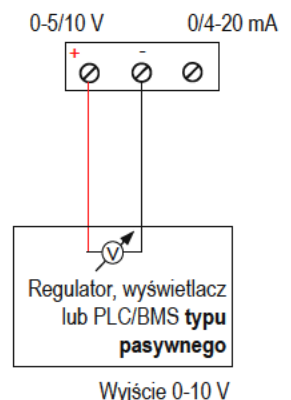 0-5/10 V 0/4-20 mA
+ -
V
Regulator, wyświetlacz
lub PLC/BMS typu
pasywnego
Wyjście 0-10 V